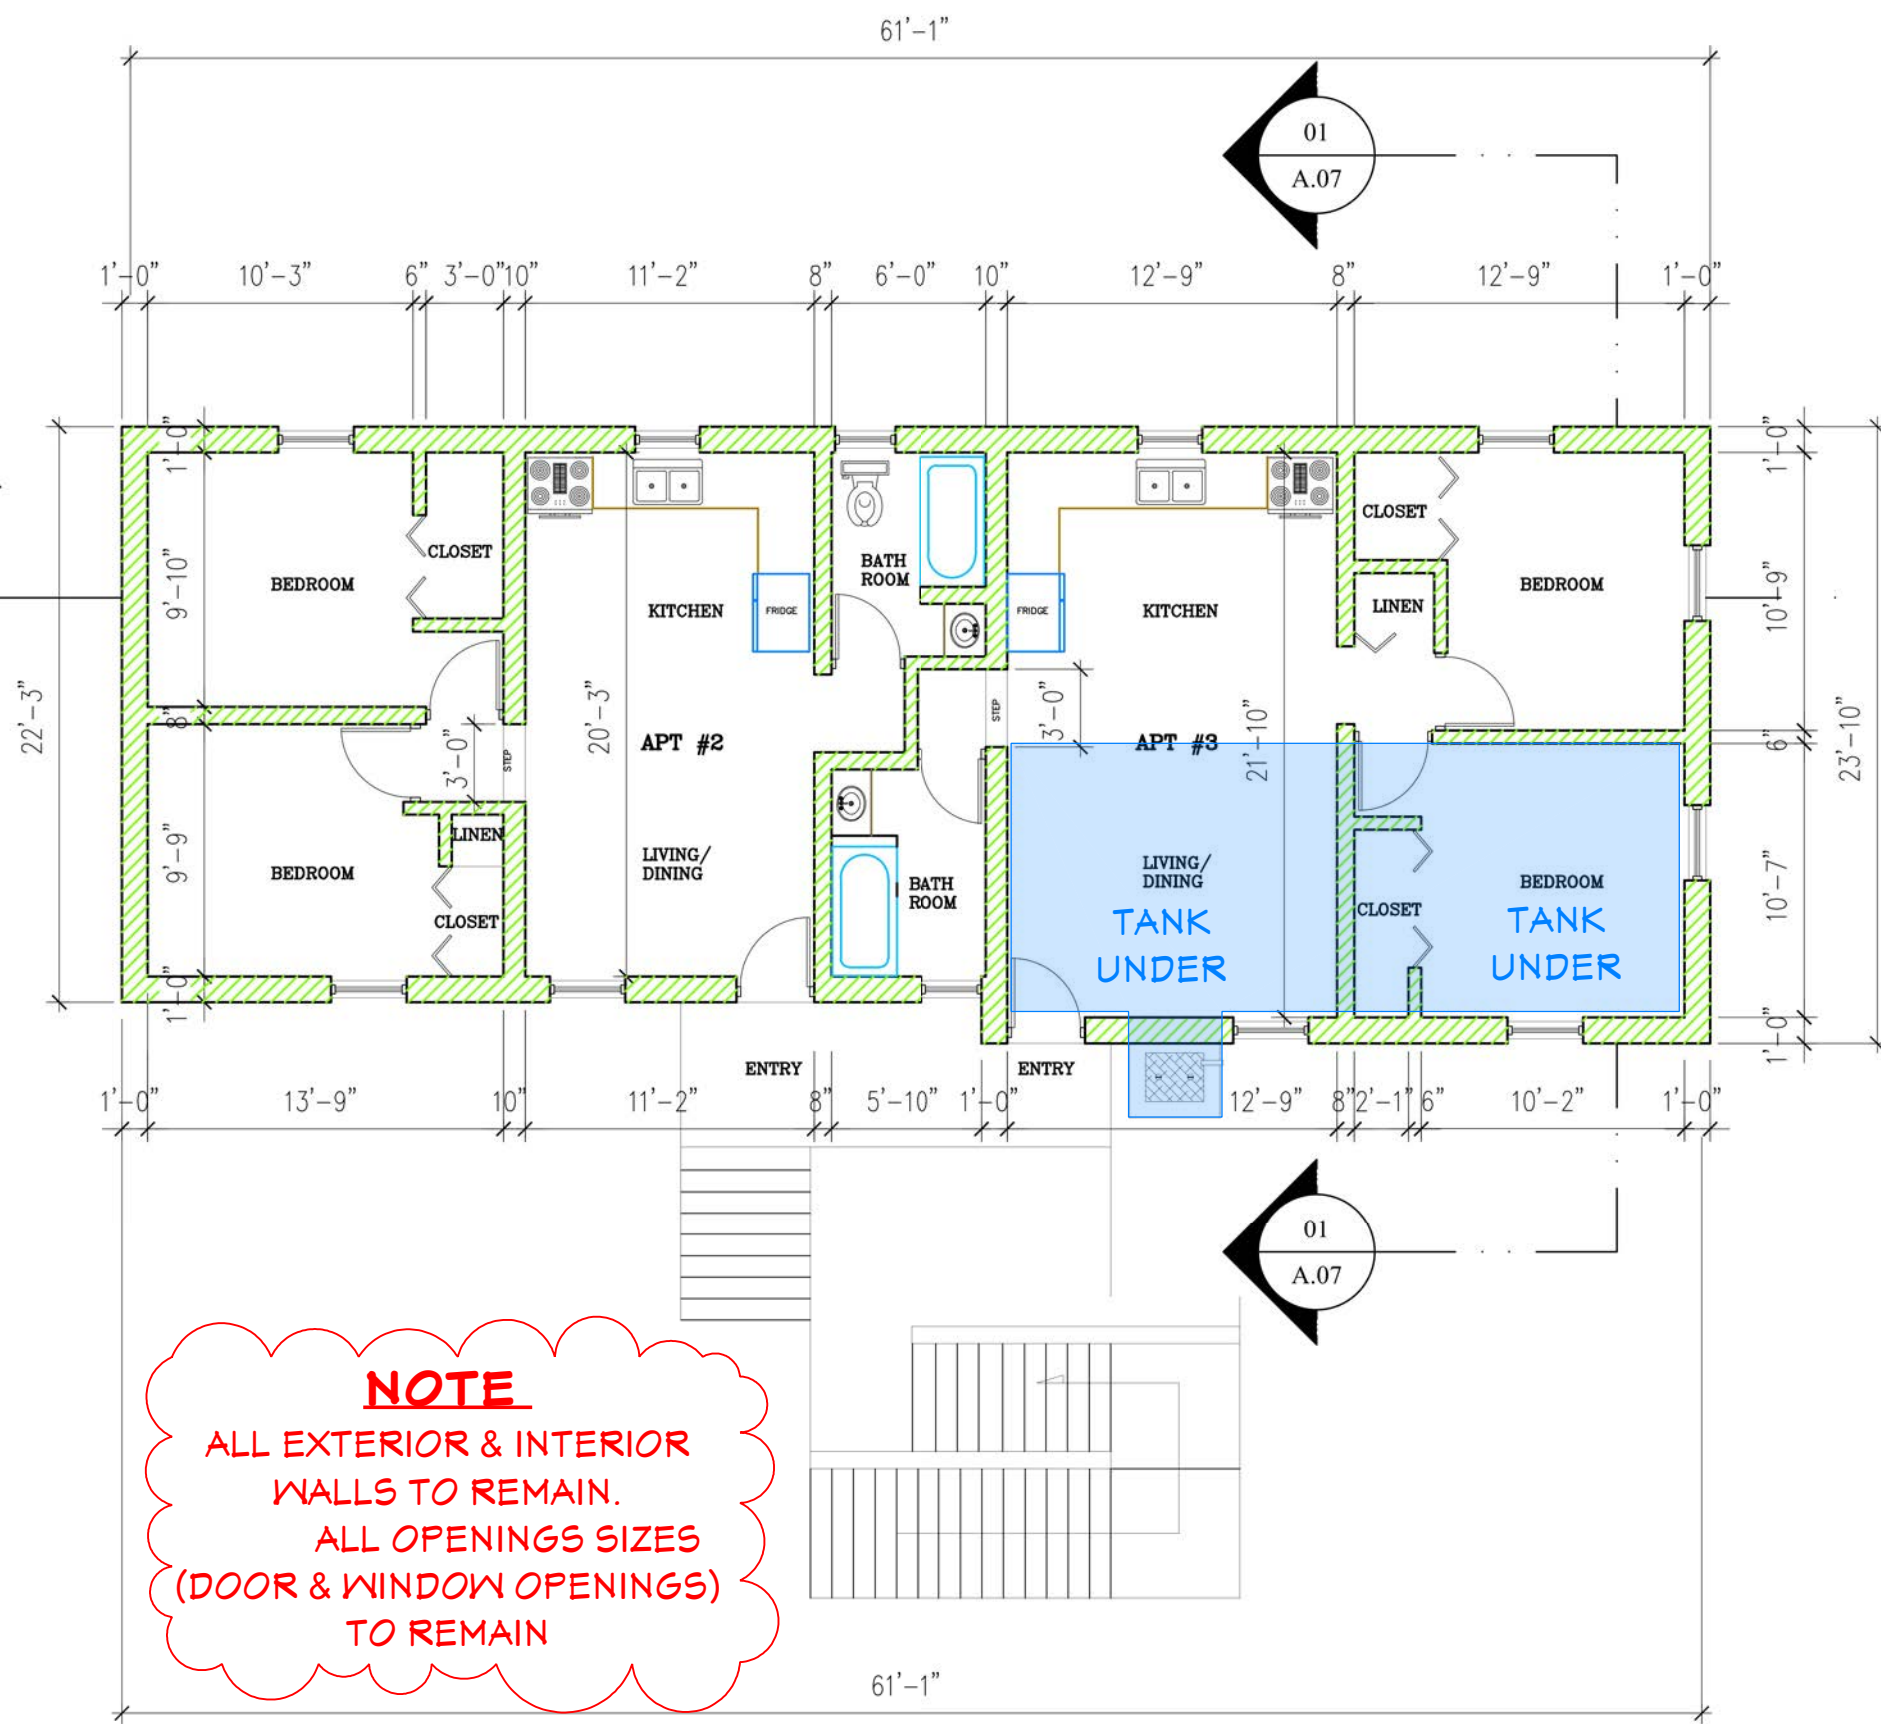 61'-1"
01
A.07
1'-0" 10'-3" 6" 3'-0" 10" 11'-2" 8" 6'-0" 10" 12'-9" 8" 12'-9" 1'-0"
22'-3"
1'-0"
9'-10"
8"
9'-9"
1'-0"
BEDROOM
CLOSET
3'-0"
STEP
LINEN
BEDROOM
CLOSET
KITCHEN
FRIDGE
20'-3"
APT #2
LIVING/
DINING
BATH
ROOM
BATH
ROOM
FRIDGE
KITCHEN
STEP
3'-0"
APT #3
21'-10"
LIVING/
DINING
TANK
UNDER
CLOSET
LINEN
BEDROOM
BEDROOM
CLOSET
TANK
UNDER
1'-0"
10'-9"
6"
10'-7"
1'-0"
23'-10"
ENTRY
ENTRY
1'-0" 13'-9" 10" 11'-2" 8" 5'-10" 1'-0" 12'-9" 8" 2'-1" 6" 10'-2" 1'-0"
01
A.07
NOTE
ALL EXTERIOR & INTERIOR
WALLS TO REMAIN.
ALL OPENINGS SIZES
(DOOR & WINDOW OPENINGS)
TO REMAIN
61'-1"